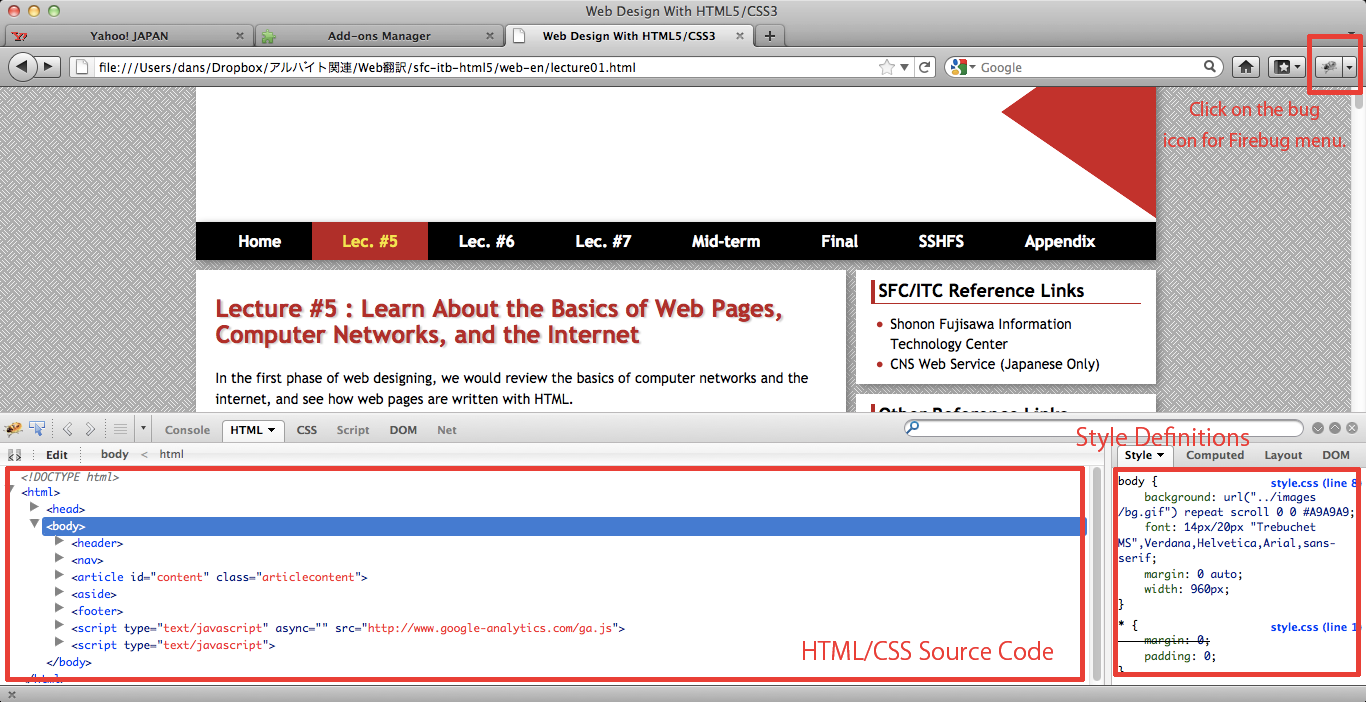 Web Design With HTML5/CSS3
Yahoo! JAPAN
Add-ons Manager
Web Design With HTML5/CSS3
file:///Users/dans/Dropbox/アルバイト関連/Web翻訳/sfc-itb-html5/web-en/lecture01.html
Google
Click on the bug
icon for Firebug menu.
Home Lec. #5 Lec. #6 Lec. #7 Mid-term Final SSHFS Appendix
Lecture #5 : Learn About the Basics of Web Pages,
Computer Networks, and the Internet
In the first phase of web designing, we would review the basics of computer networks and the
internet, and see how web pages are written with HTML.
SFC/ITC Reference Links
Shonon Fujisawa Information
Technology Center
CNS Web Service (Japanese Only)
Other Reference Links
Console HTML CSS Script DOM Net
Edit body < html
<!DOCTYPE html>
<html>
<head>
<body>
<header>
<nav>
<article id="content" class="articlecontent">
<aside>
<footer>
<script type="text/javascript" async="" src="http://www.google-analytics.com/ga.js">
<script type="text/javascript">
</body>
</html>
HTML/CSS Source Code
Style Definitions
Style Computed Layout DOM
body { style.css (line 8
background: url("../images
/bg.gif") repeat scroll 0 0 #A9A9A9;
font: 14px/20px "Trebuchet
MS",Verdana,Helvetica,Arial,sans-
serif;
margin: 0 auto;
width: 960px;
}
* { style.css (line 1
margin: 0;
padding: 0;
}